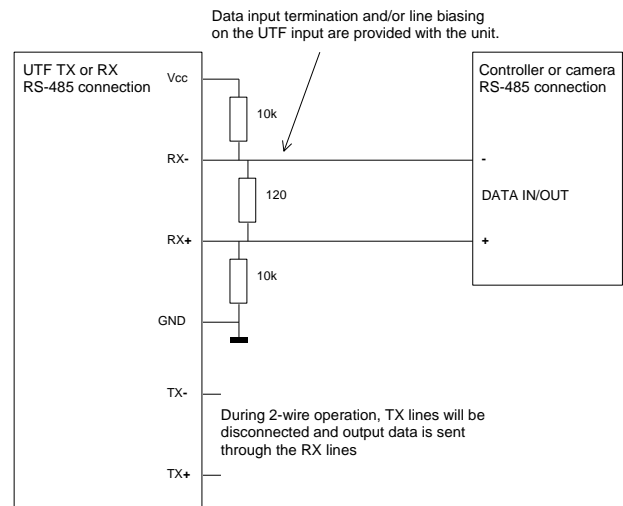 Data input termination and/or line biasing
on the UTF input are provided with the unit.
UTF TX or RX
RS-485 connection
Controller or camera
RS-485 connection
Vcc
10k
RX-
-
120
DATA IN/OUT
RX+
+
10k
GND
TX-
During 2-wire operation, TX lines will be
disconnected and output data is sent
through the RX lines
TX+